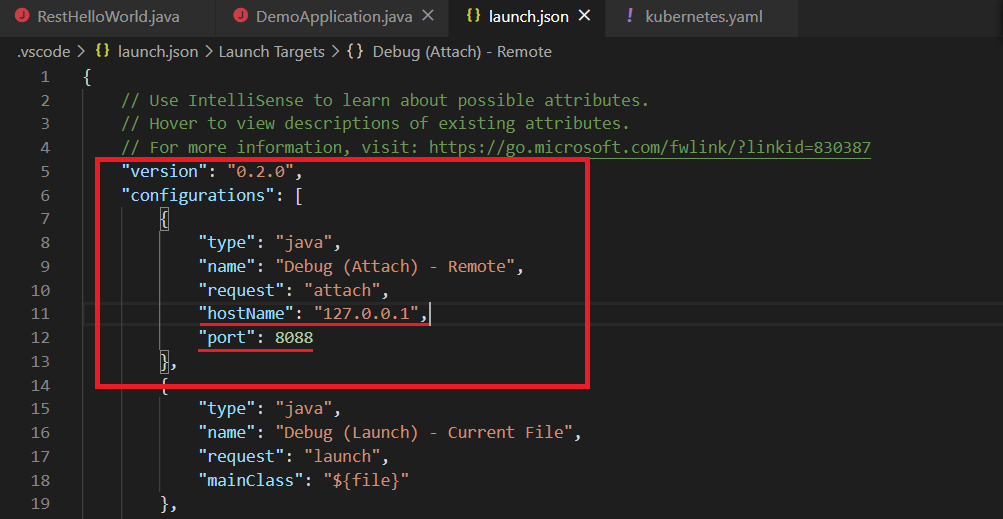 RestHelloWorld.java DemoApplication.java launch.json kubernetes.yaml
.vscode > launch.json > Launch Targets > {} Debug (Attach) - Remote
1 {
2 // Use IntelliSense to learn about possible attributes.
3 // Hover to view descriptions of existing attributes.
4 // For more information, visit: https://go.microsoft.com/fwlink/?linkid=830387
5 "version": "0.2.0",
6 "configurations": [
7 {
8 "type": "java",
9 "name": "Debug (Attach) - Remote",
10 "request": "attach",
11 "hostName": "127.0.0.1",
12 "port": 8088
13 },
14 {
15 "type": "java",
16 "name": "Debug (Launch) - Current File",
17 "request": "launch",
18 "mainClass": "${file}"
19 },